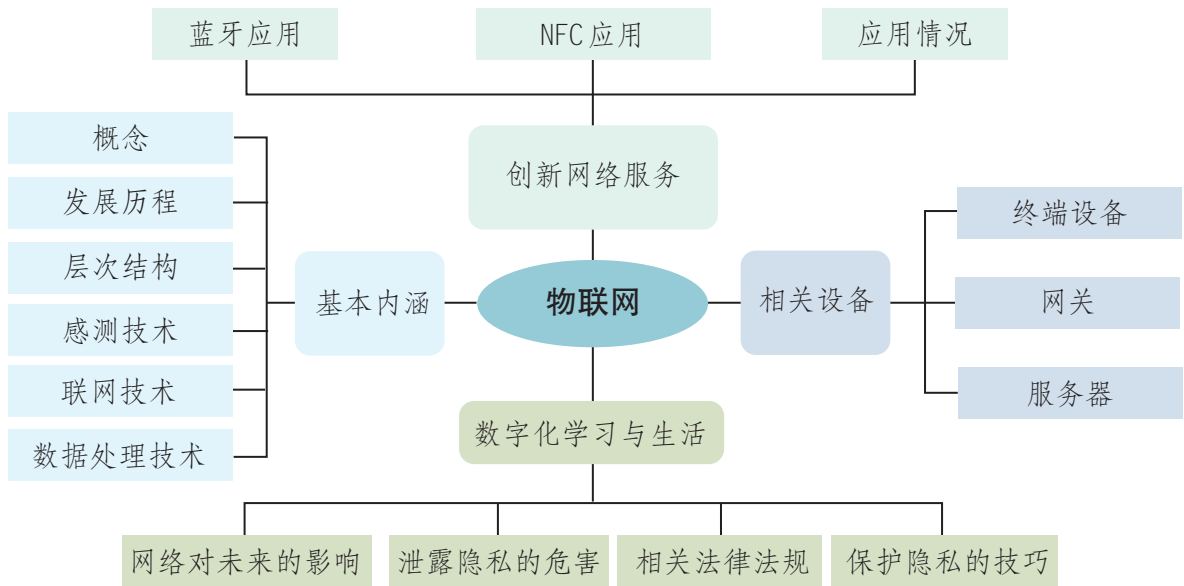 蓝牙应用
NFC应用
应用情况
创新网络服务
概念
发展历程
层次结构
感测技术
联网技术
数据处理技术
基本内涵
物联网
相关设备
终端设备
网关
服务器
数字化学习与生活
网络对未来的影响
泄露隐私的危害
相关法律法规
保护隐私的技巧